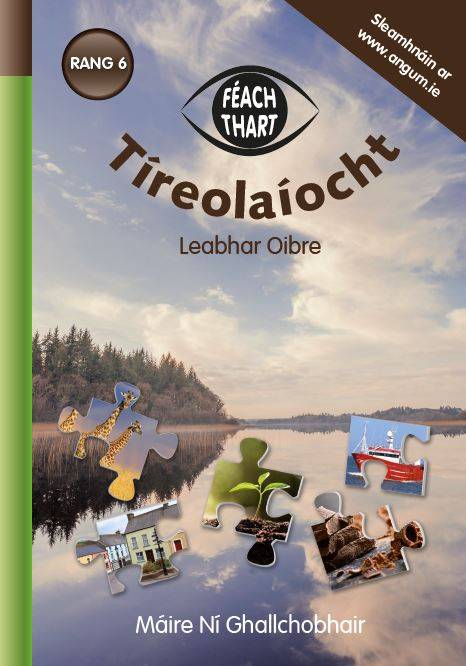 Sleamhnáin ar
www.angum.ie
RANG 6
FÉACH
THART
Tíreolaíocht
Leabhar Oibre
Máire Ní Ghallchobhair